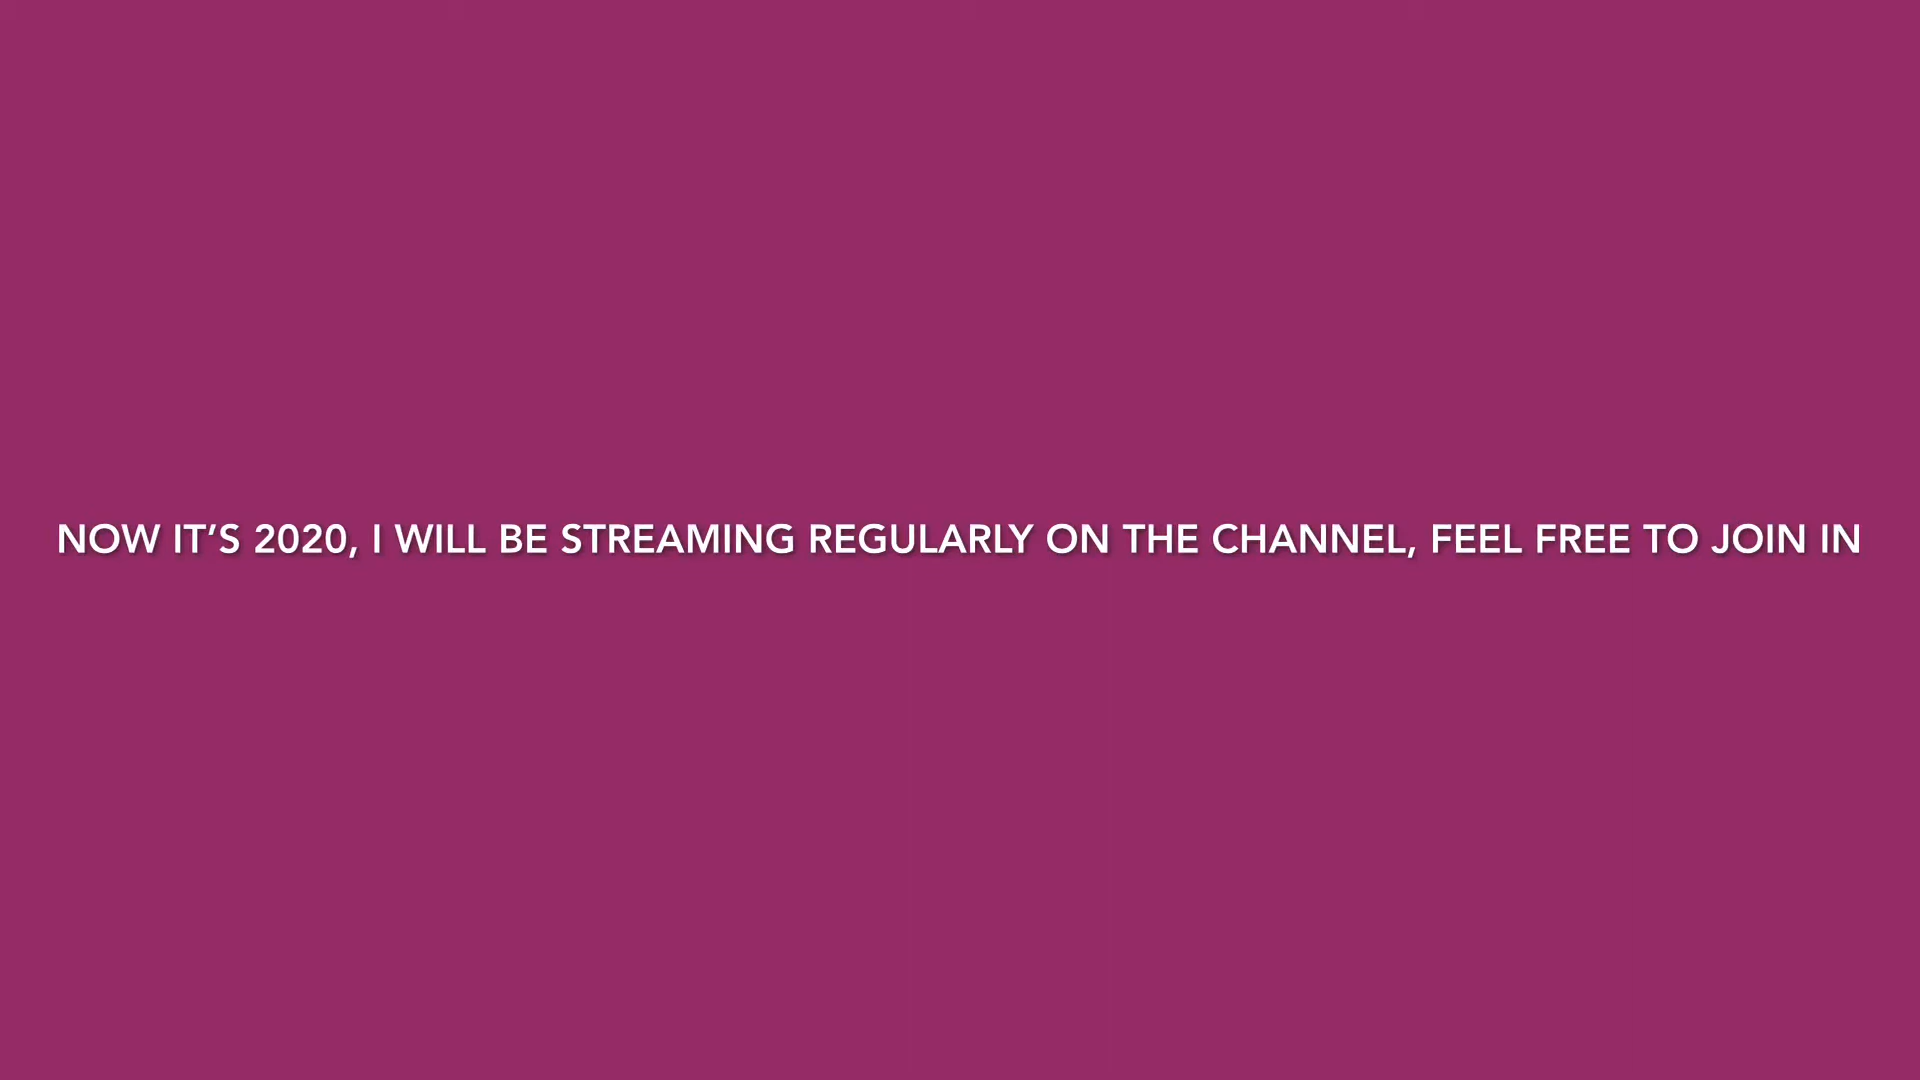 NOW IT’S 2020, I WILL BE STREAMING REGULARLY ON THE CHANNEL, FEEL FREE TO JOIN IN